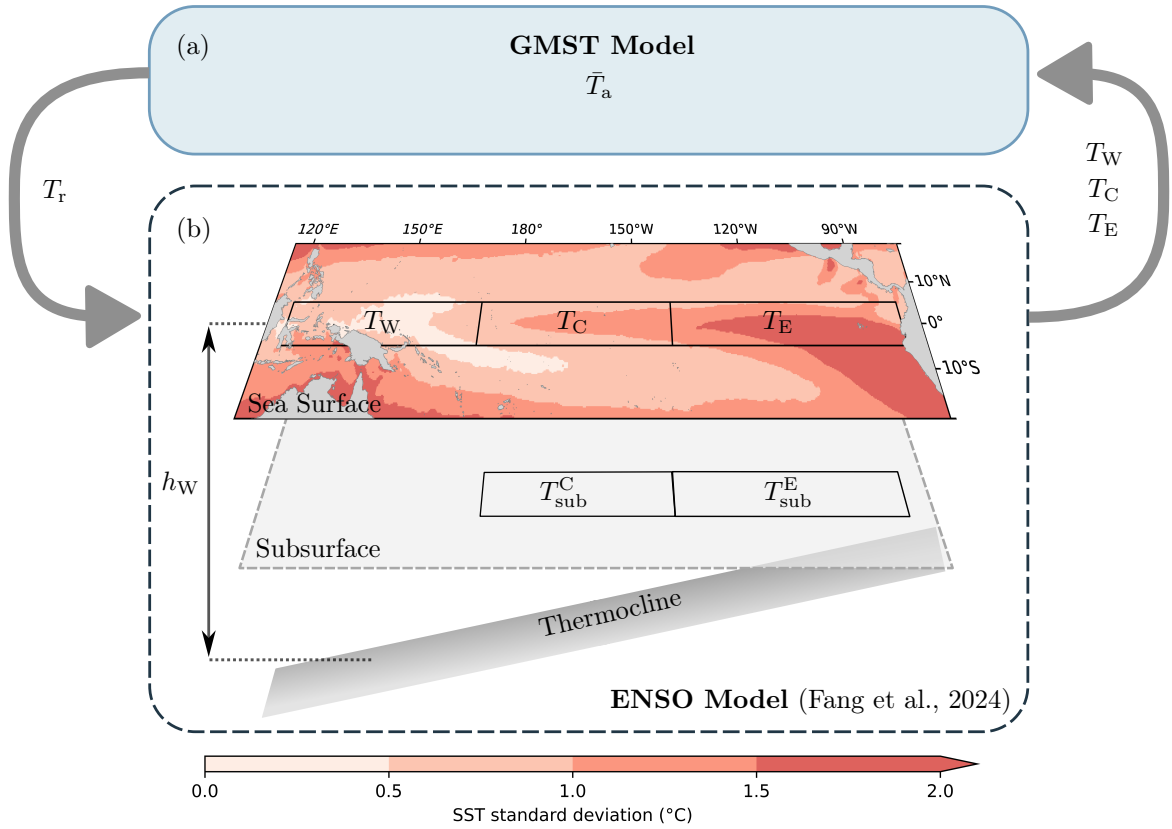 (a)
GMST Model
T̄a
Tr
TW
TC
TE
(b)
120°E 150°E 180° 150°W 120°W 90°W
10°N
0°
10°S
TW TC TE
Sea Surface
hW
T^C_sub T^E_sub
Subsurface
Thermocline
ENSO Model (Fang et al., 2024)
0.0 0.5 1.0 1.5 2.0
SST standard deviation (°C)